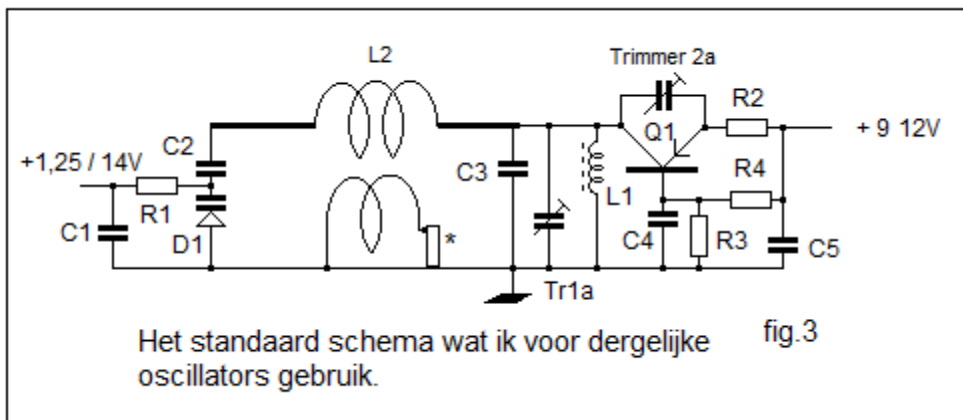 L2
Trimmer 2a
Q1
R2
+ 9 12V
C2
+1,25 / 14V
R1
C1
D1
C3
L1
R4
C4
R3
C5
*
Tr1a
Het standaard schema wat ik voor dergelijke
oscillators gebruik.
fig.3